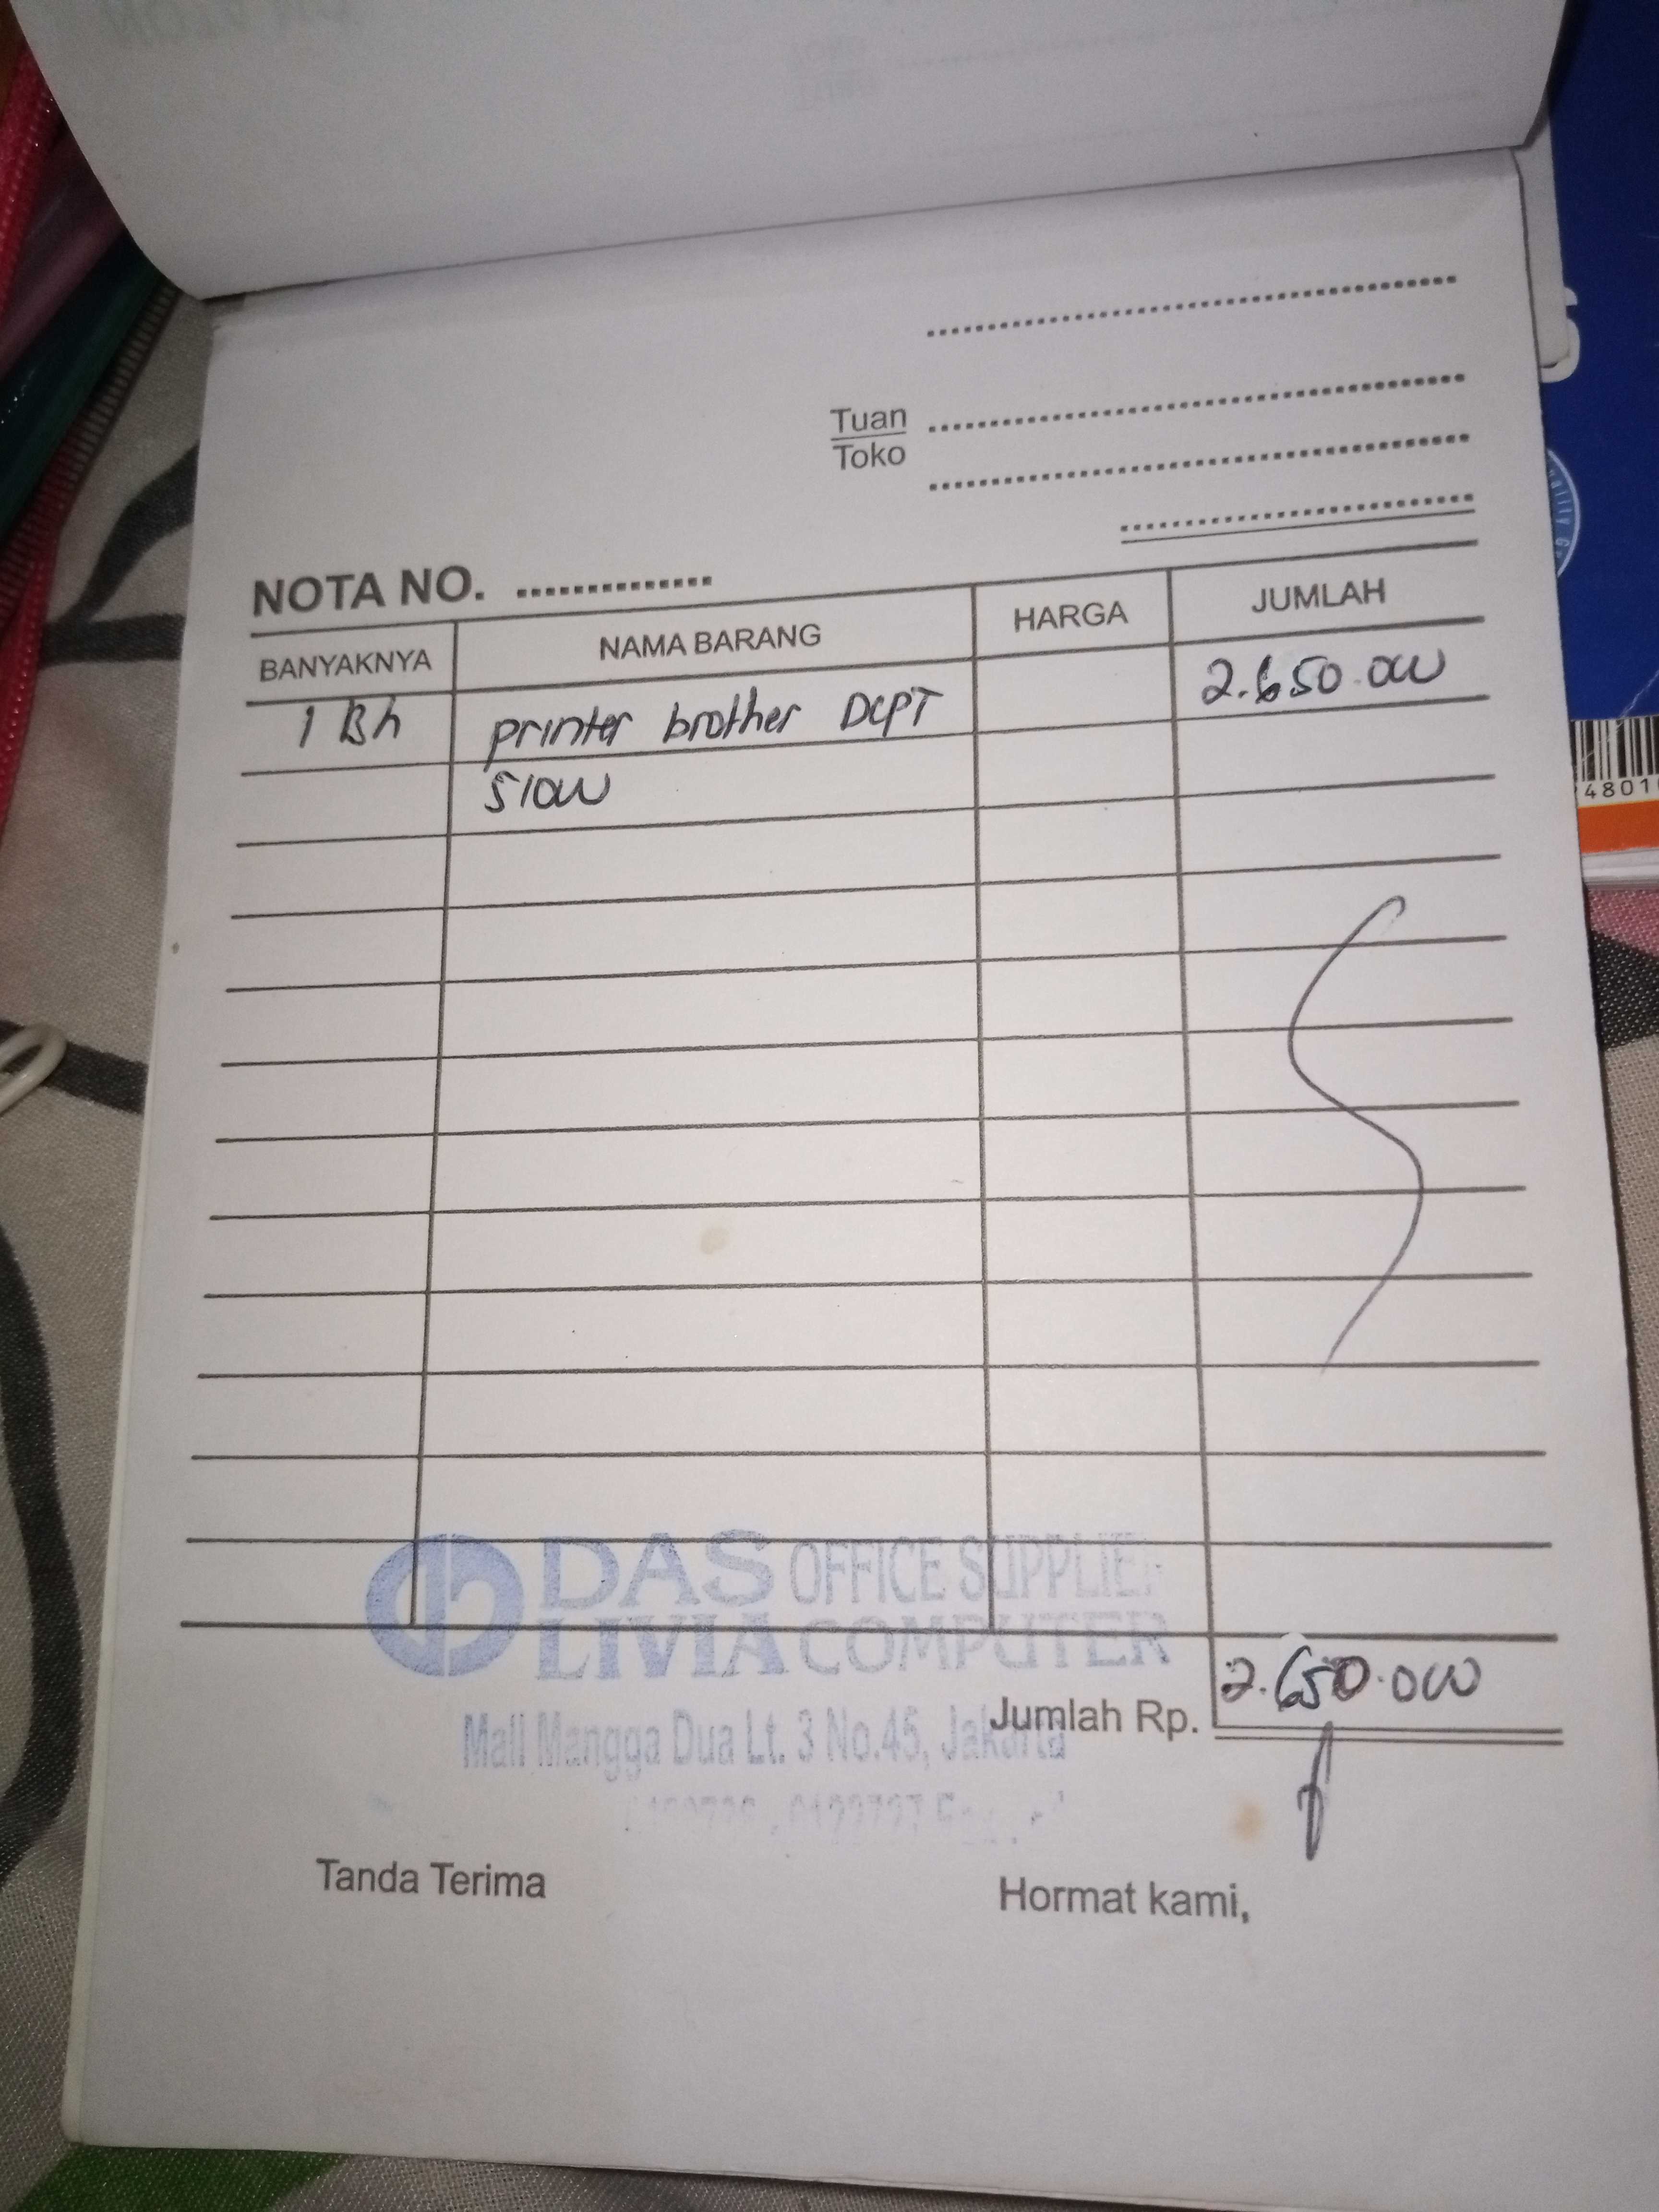 Tuan
Toko
NOTA NO.
BANYAKNYA NAMA BARANG HARGA JUMLAH
1 Bh printer brother DCPT 2.650.000
510W
DAS OFFICE SUPPLIER
LIVIA COMPUTER
2.650.000
Jumlah Rp.
Mall Mangga Dua Lt. 3 No.45, Jakarta
Tanda Terima Hormat kami,